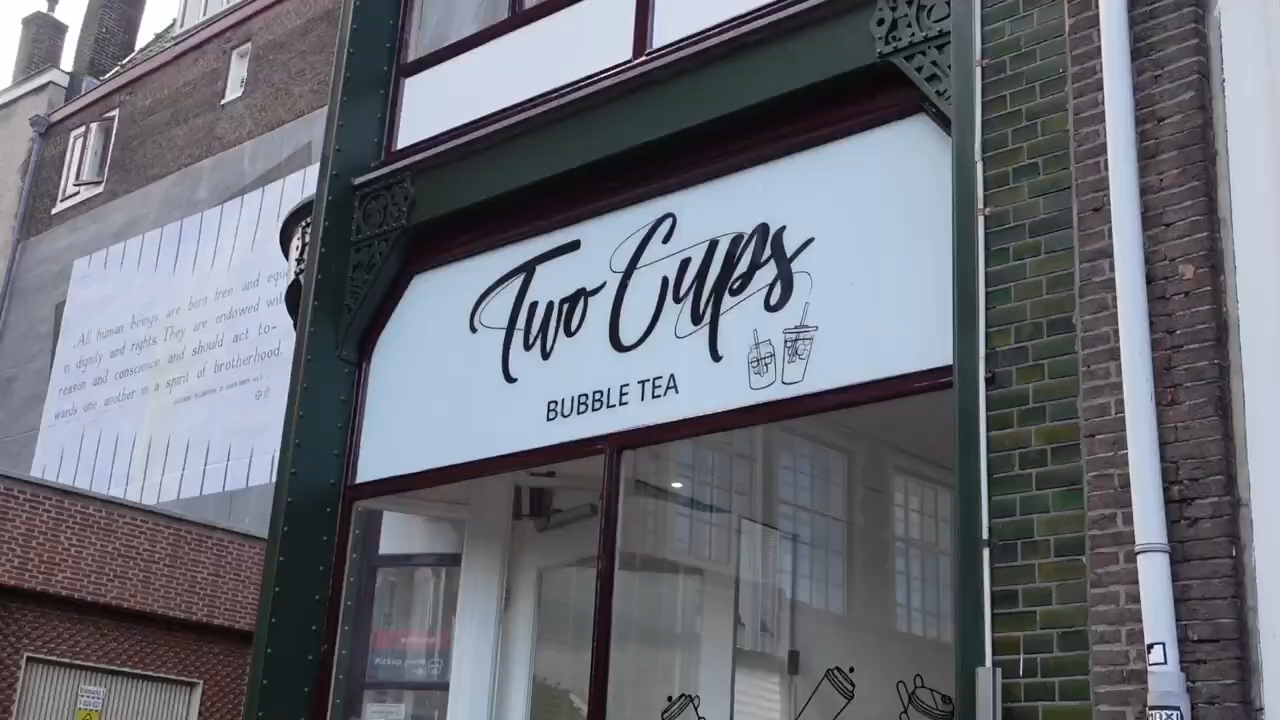 All human beings are born free and equ
in dignity and rights. They are endowed wit
reason and conscience and should act to-
wards one another in a spirit of brotherhood.
Two Cups
BUBBLE TEA
Pickup point